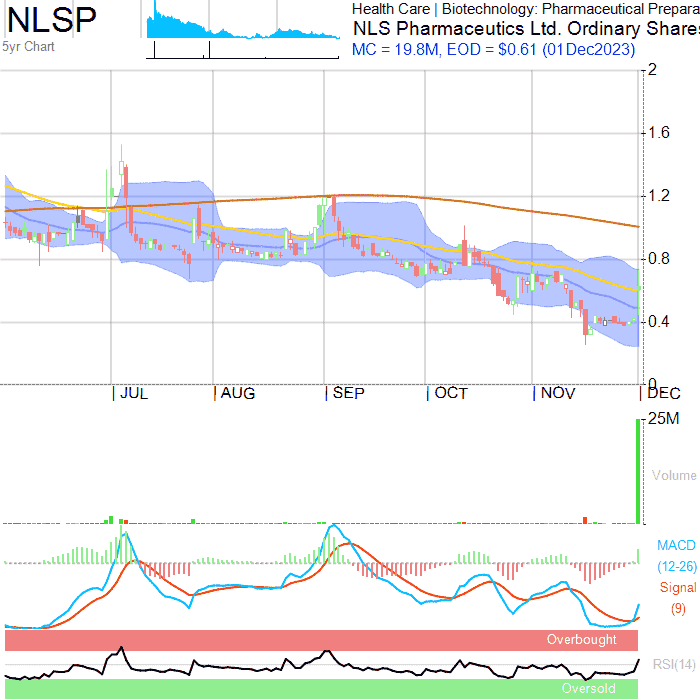 NLSP
5yr Chart
Health Care | Biotechnology: Pharmaceutical Prepara
NLS Pharmaceutics Ltd. Ordinary Shares
MC = 19.8M, EOD = $0.61 (01Dec2023)
2
1.6
1.2
0.8
0.4
0
JUL AUG SEP OCT NOV DEC
25M
Volume
MACD
(12-26)
Signal
(9)
Overbought
RSI(14)
Oversold